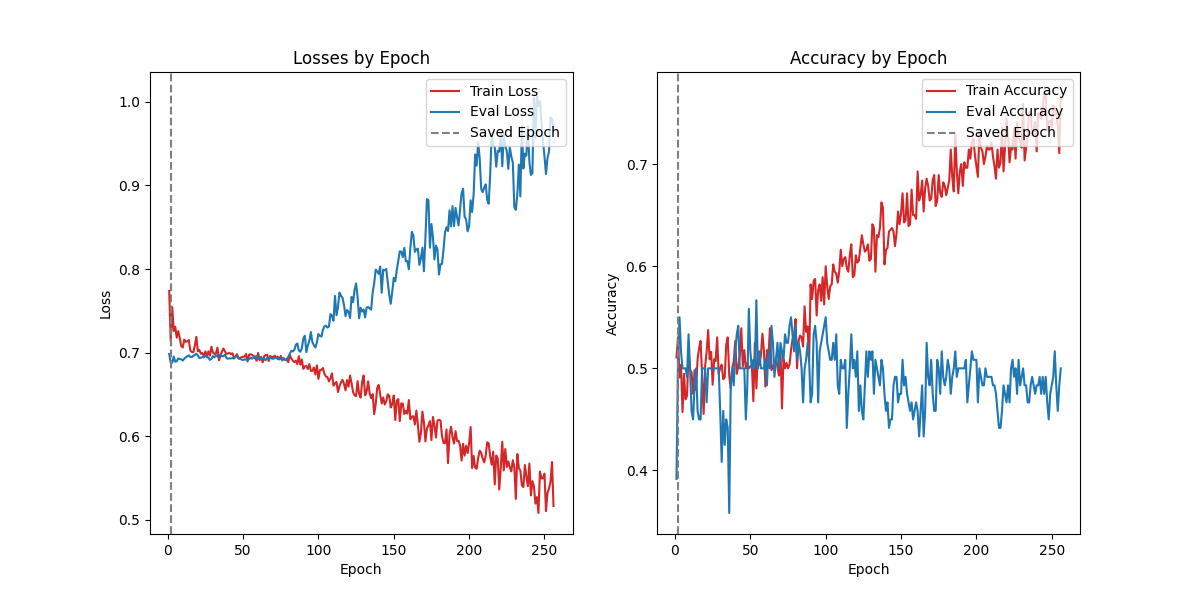 Losses by Epoch
Train Loss
Eval Loss
Saved Epoch
1.0
0.9
0.8
0.7
0.6
0.5
Loss
0
50
100
150
200
250
Epoch
Accuracy by Epoch
Train Accuracy
Eval Accuracy
Saved Epoch
0.7
0.6
0.5
0.4
Accuracy
0
50
100
150
200
250
Epoch